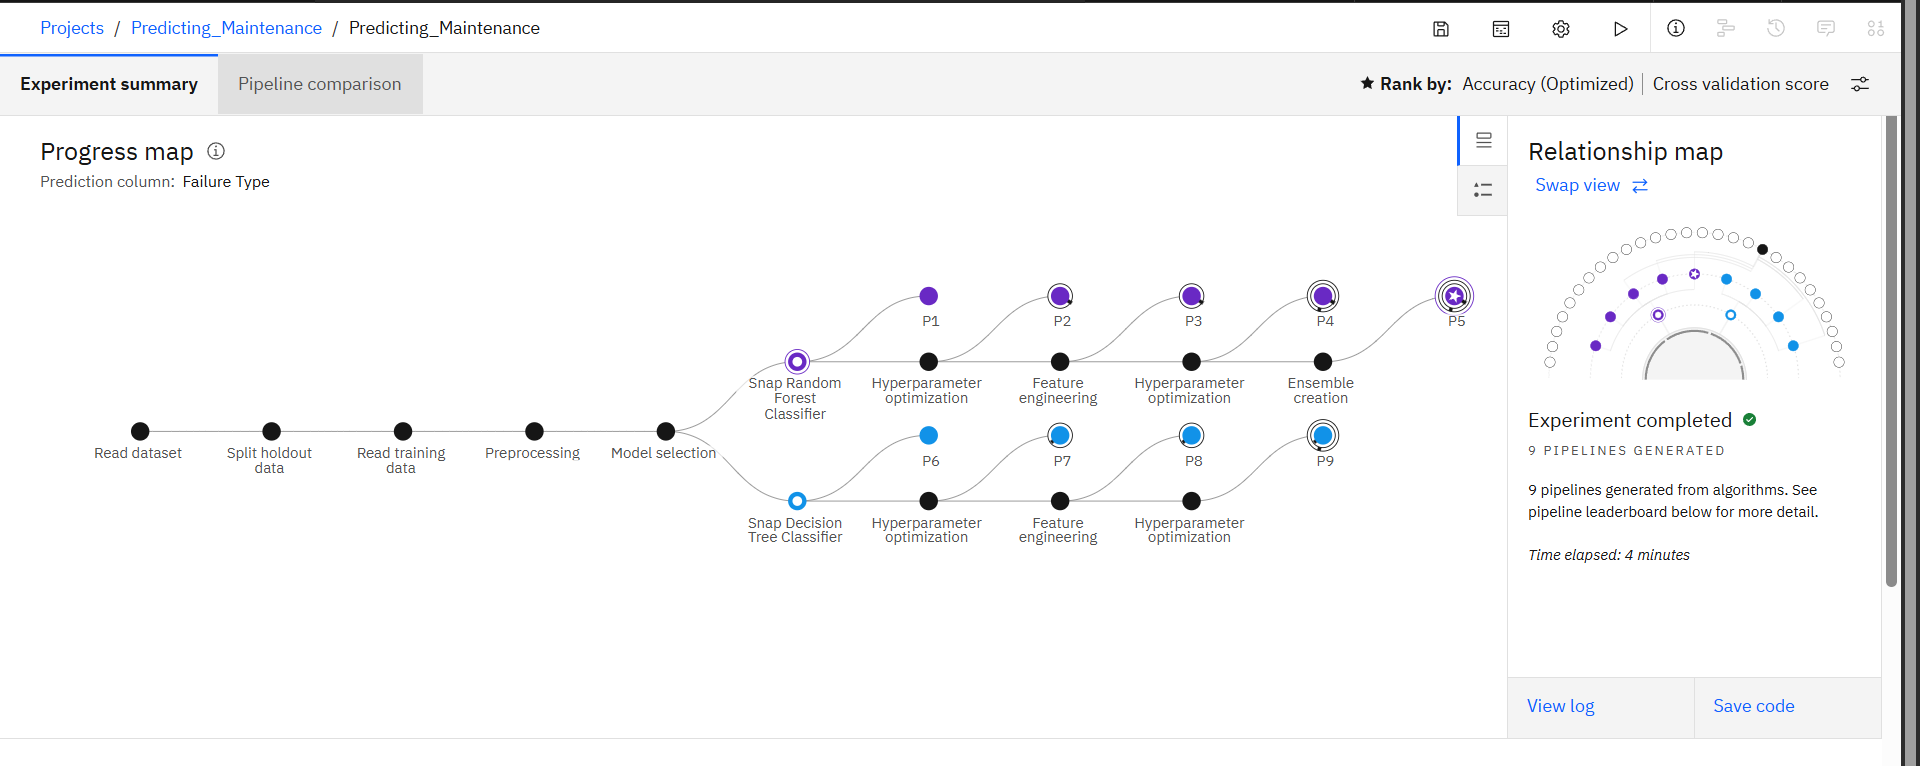 Projects / Predicting_Maintenance / Predicting_Maintenance
Experiment summary
Pipeline comparison
Rank by: Accuracy (Optimized) | Cross validation score
Progress map
Prediction column: Failure Type
P1
P2
P3
P4
P5
Snap Random
Forest
Classifier
Hyperparameter
optimization
Feature
engineering
Hyperparameter
optimization
Ensemble
creation
Read dataset
Split holdout
data
Read training
data
Preprocessing
Model selection
P6
P7
P8
P9
Snap Decision
Tree Classifier
Hyperparameter
optimization
Feature
engineering
Hyperparameter
optimization
Relationship map
Swap view
Experiment completed
9 PIPELINES GENERATED
9 pipelines generated from algorithms. See
pipeline leaderboard below for more detail.
Time elapsed: 4 minutes
View log
Save code